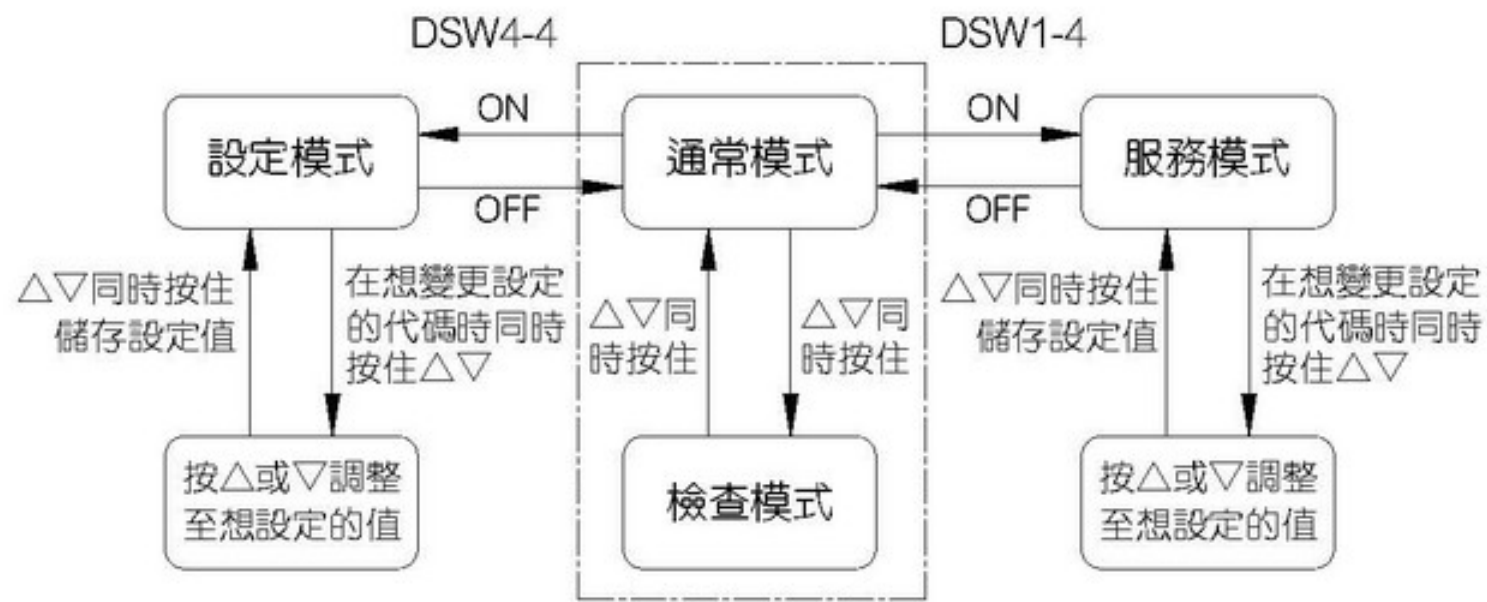 DSW4-4
DSW1-4
ON
ON
設定模式
通常模式
服務模式
OFF
OFF
△▽同時按住
儲存設定值
在想變更設定
的代碼時同時
按住△▽
△▽同
時按住
△▽同
時按住
△▽同時按住
儲存設定值
在想變更設定
的代碼時同時
按住△▽
按△或▽調整
至想設定的值
檢查模式
按△或▽調整
至想設定的值